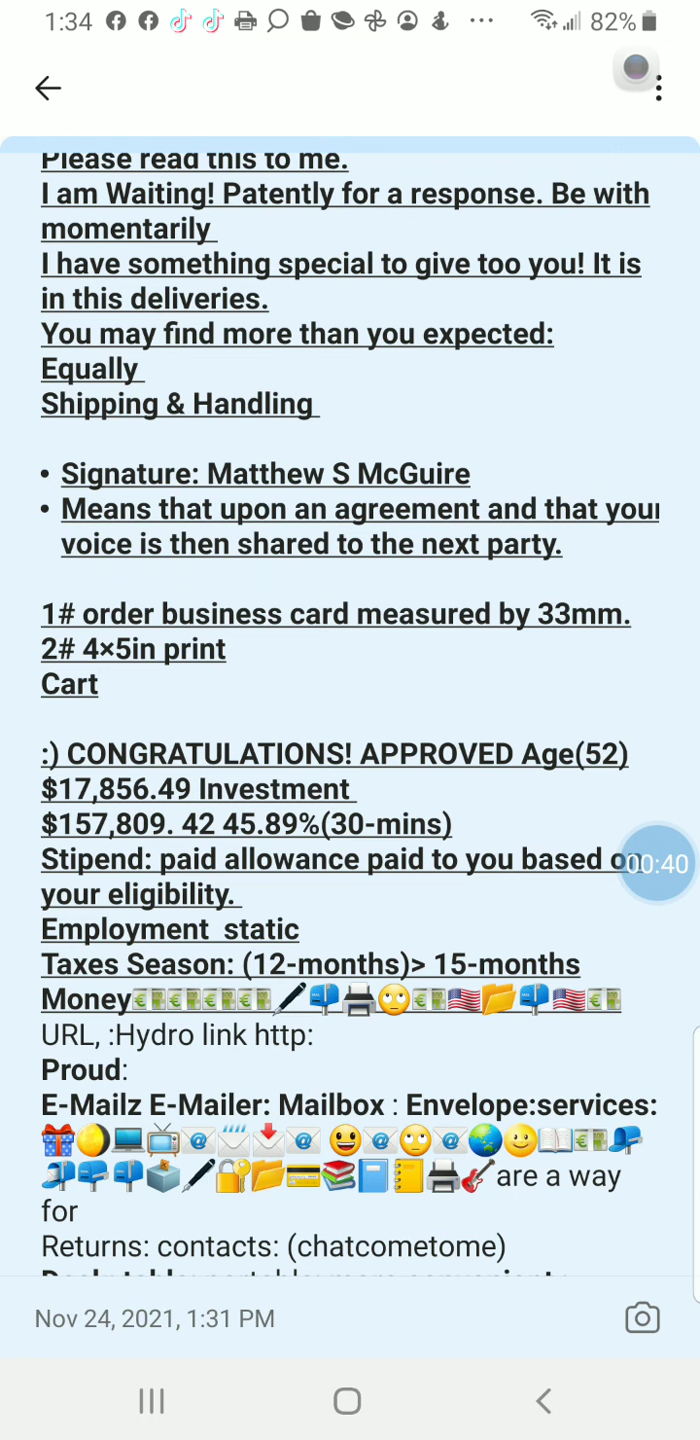 1:34 82%
Please read this to me.
I am Waiting! Patently for a response. Be with
momentarily
I have something special to give too you! It is
in this deliveries.
You may find more than you expected:
Equally
Shipping & Handling
• Signature: Matthew S McGuire
• Means that upon an agreement and that your
voice is then shared to the next party.
1# order business card measured by 33mm.
2# 4×5in print
Cart
:) CONGRATULATIONS! APPROVED Age(52)
$17,856.49 Investment
$157,809. 42 45.89%(30-mins)
Stipend: paid allowance paid to you based on
00:40
your eligibility.
Employment static
Taxes Season: (12-months)> 15-months
Money💶💶💶💶🖊️📫🖨️🙄💶🇺🇸📂📫🇺🇸💶
URL, :Hydro link http:
Proud:
E-Mailz E-Mailer: Mailbox : Envelope:services:
🎁🌖💻📺📧📨📩📧😃📧🙄📧🌏🙂📖💶📬
📬📪📫🗳️🖊️🔐📂💳📚📘📒🖨️🎸are a way
for
Returns: contacts: (chatcometome)
Nov 24, 2021, 1:31 PM